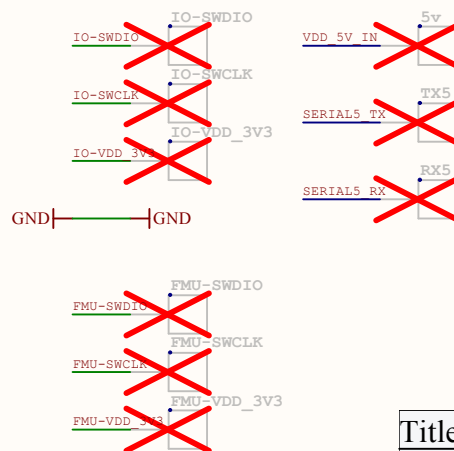 IO-SWDIO
IO-SWDIO
IO-SWCLK
IO-SWCLK
IO-VDD_3V3
IO-VDD_3V3
GND GND
5v
VDD_5V_IN
TX5
SERIAL5_TX
RX5
SERIAL5_RX
FMU-SWDIO
FMU-SWDIO
FMU-SWCLK
FMU-SWCLK
FMU-VDD_3V3
FMU-VDD_3V3
Title